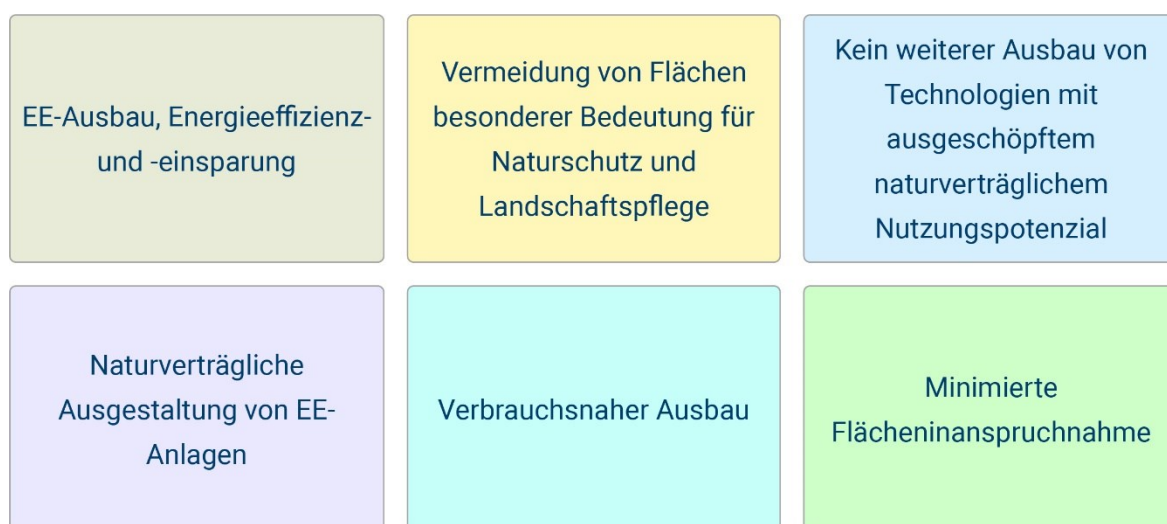 EE-Ausbau, Energieeffizienz-
und -einsparung
Vermeidung von Flächen
besonderer Bedeutung für
Naturschutz und
Landschaftspflege
Kein weiterer Ausbau von
Technologien mit
ausgeschöpftem
naturverträglichem
Nutzungspotenzial
Naturverträgliche
Ausgestaltung von EE-
Anlagen
Verbrauchsnaher Ausbau
Minimierte
Flächeninanspruchnahme